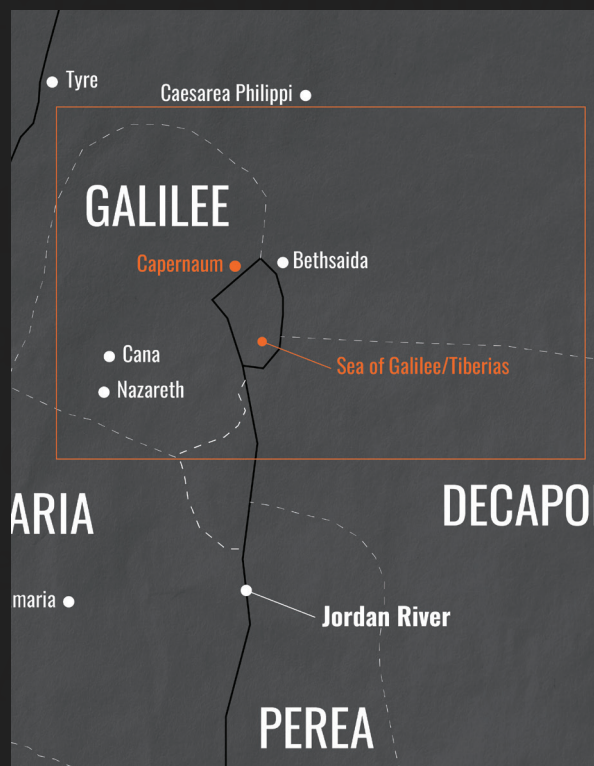 Tyre
Caesarea Philippi
GALILEE
Capernaum
Bethsaida
Cana
Sea of Galilee/Tiberias
Nazareth
ARIA
DECAPO
maria
Jordan River
PEREA